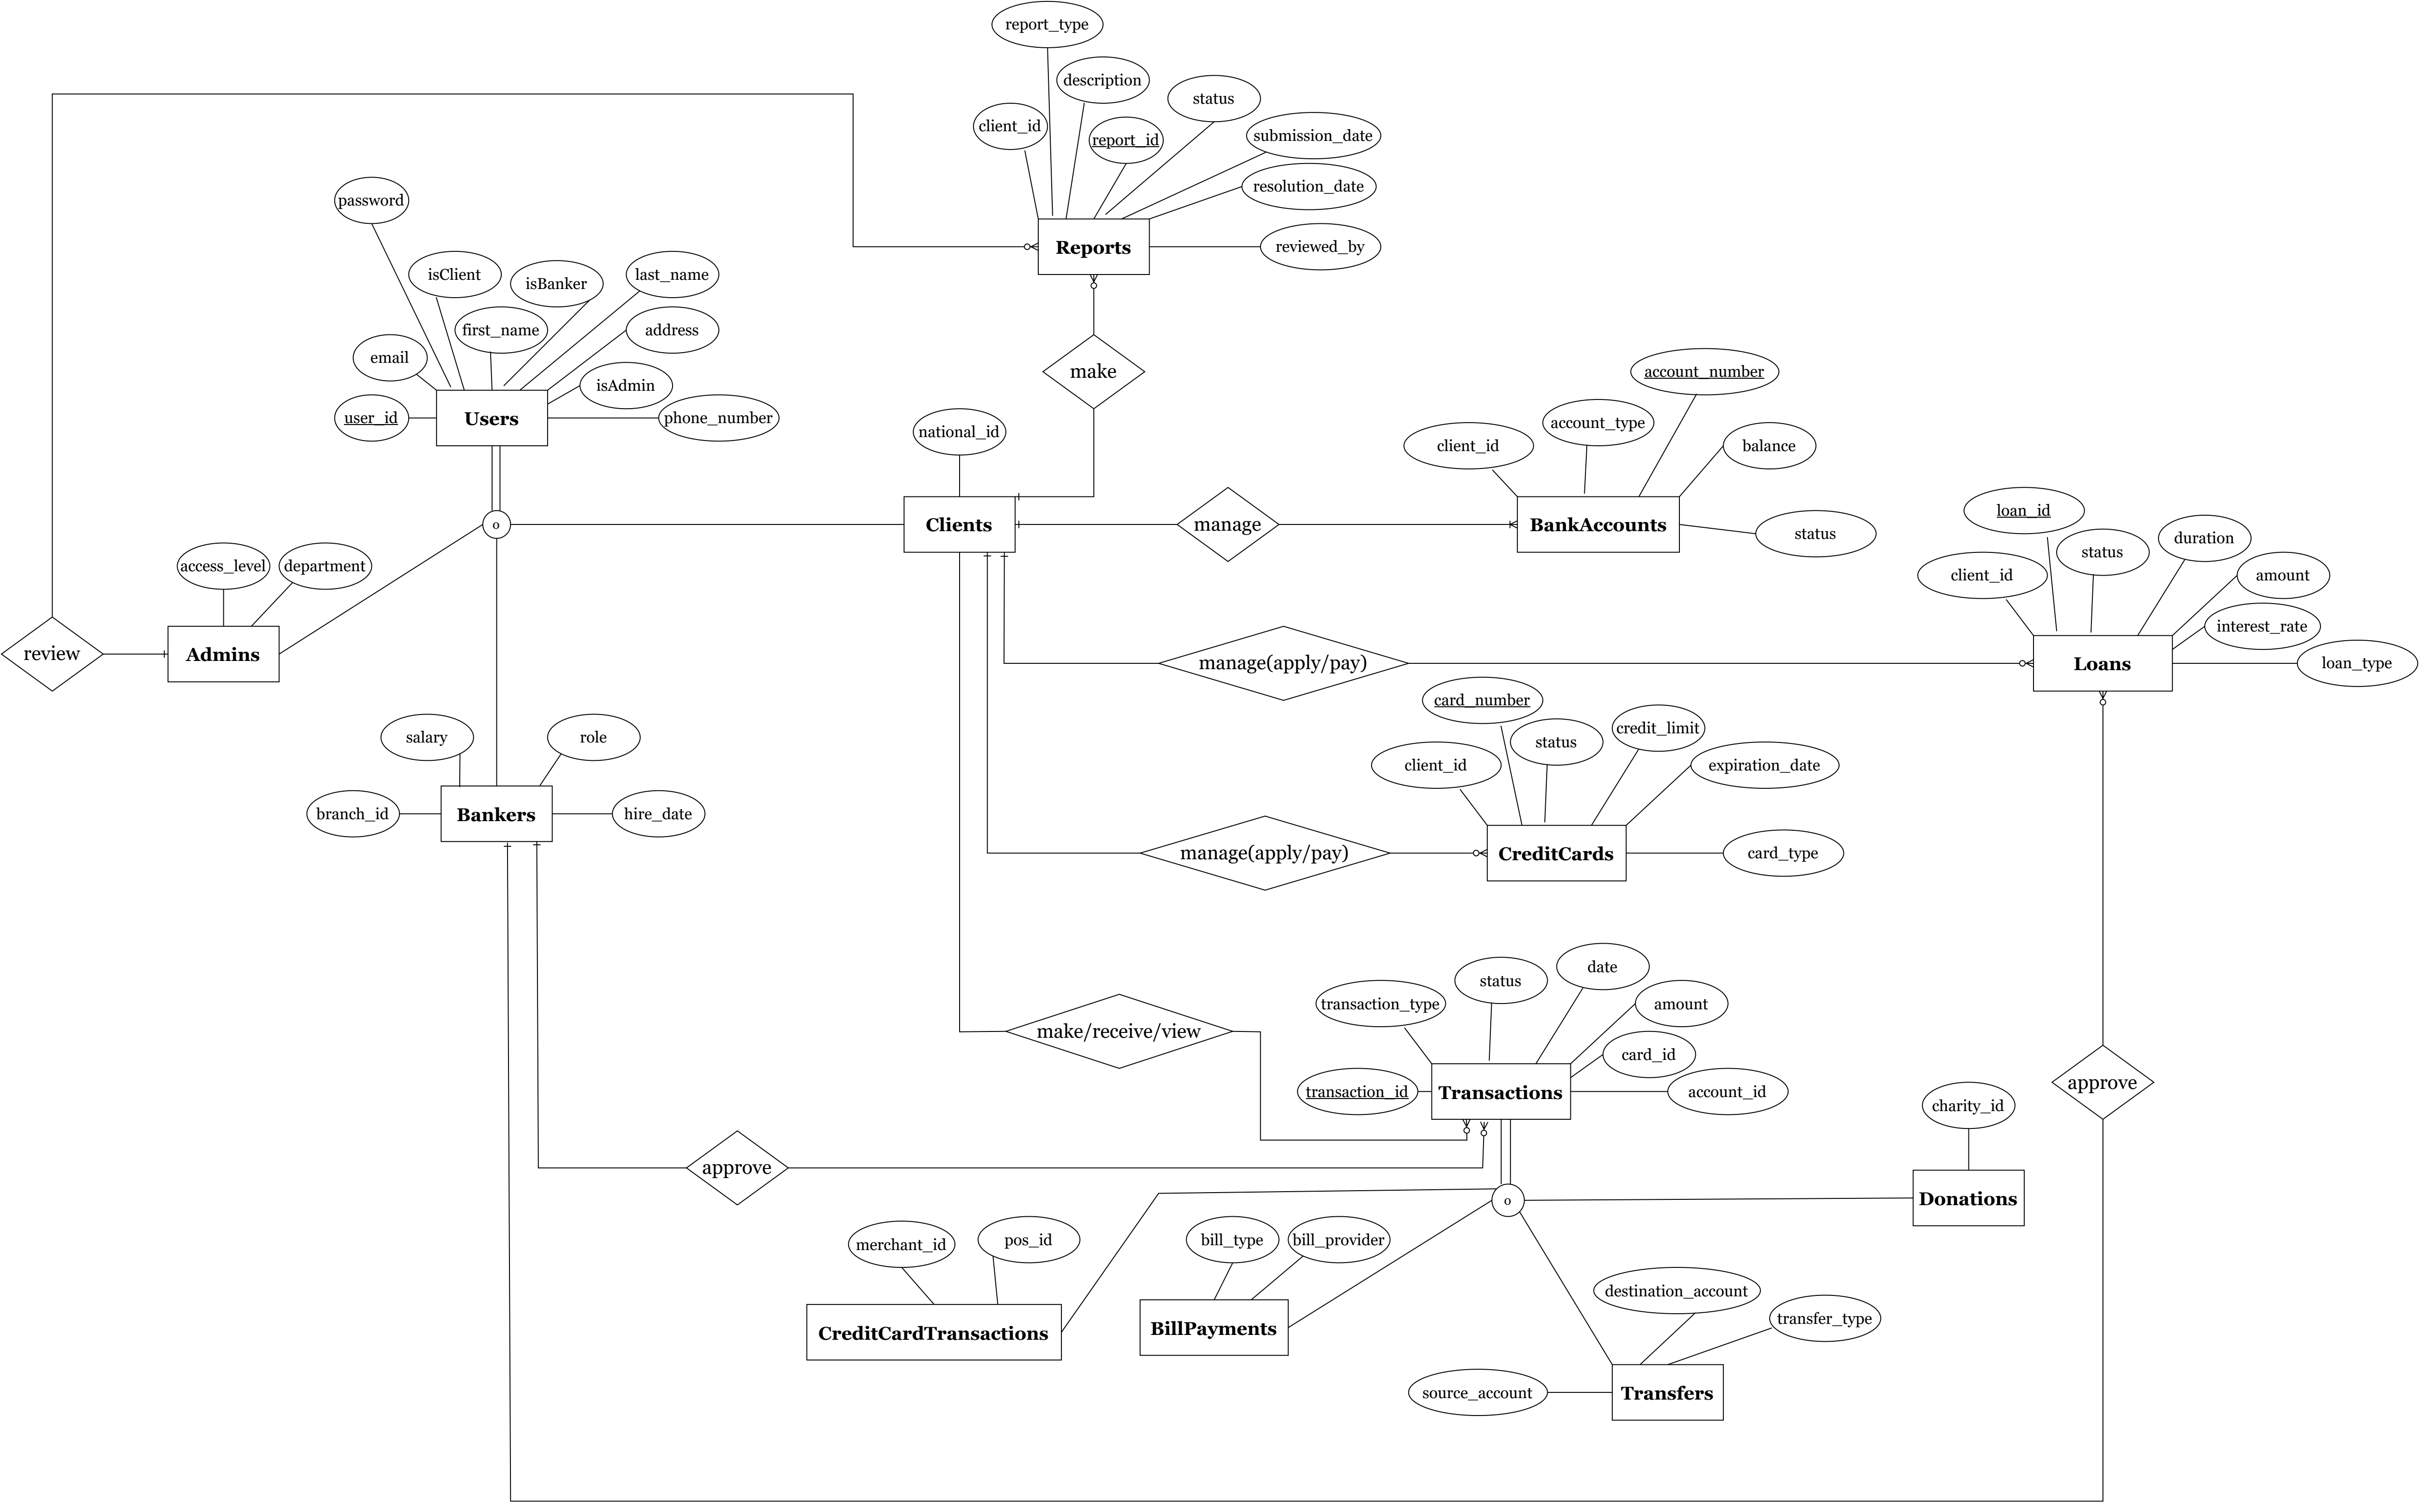 report_type
description
status
client_id
report_id
submission_date
resolution_date
Reports
reviewed_by
password
isClient
isBanker
last_name
first_name
address
email
isAdmin
user_id
Users
phone_number
make
national_id
account_number
account_type
client_id
balance
o
Clients
manage
BankAccounts
status
loan_id
status
duration
client_id
amount
interest_rate
access_level
department
review
Admins
manage(apply/pay)
Loans
loan_type
card_number
status
credit_limit
client_id
expiration_date
salary
role
branch_id
Bankers
hire_date
manage(apply/pay)
CreditCards
card_type
transaction_type
status
date
amount
make/receive/view
card_id
transaction_id
Transactions
account_id
approve
charity_id
approve
o
Donations
merchant_id
pos_id
bill_type
bill_provider
destination_account
transfer_type
CreditCardTransactions
BillPayments
source_account
Transfers